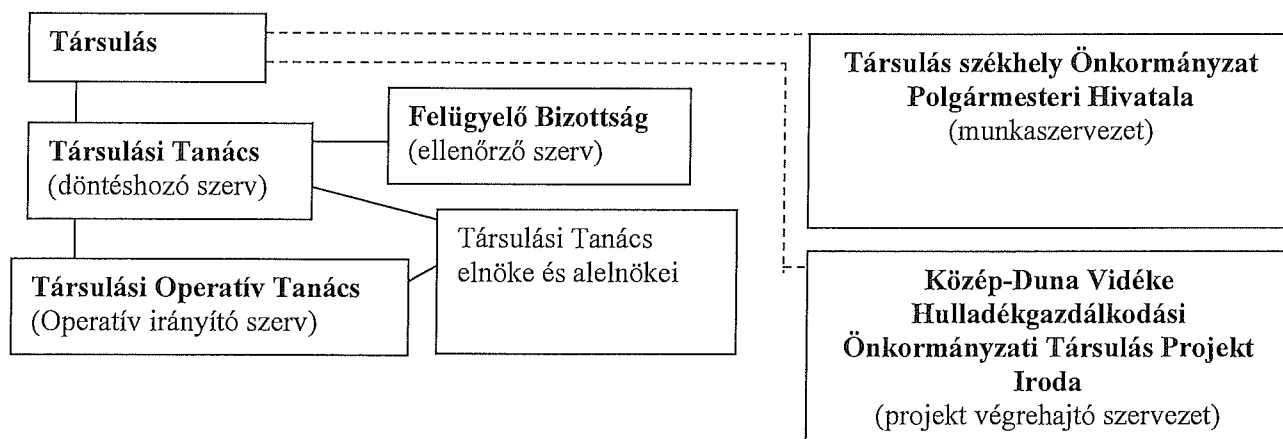 Társulás
Társulás székhely Önkormányzat
Polgármesteri Hivatala
(munkaszervezet)
Felügyelő Bizottság
(ellenőrző szerv)
Társulási Tanács
(döntéshozó szerv)
Társulási Tanács
elnöke és alelnökei
Társulási Operatív Tanács
(Operatív irányító szerv)
Közép-Duna Vidéke
Hulladékgazdálkodási
Önkormányzati Társulás Projekt
Iroda
(projekt végrehajtó szervezet)